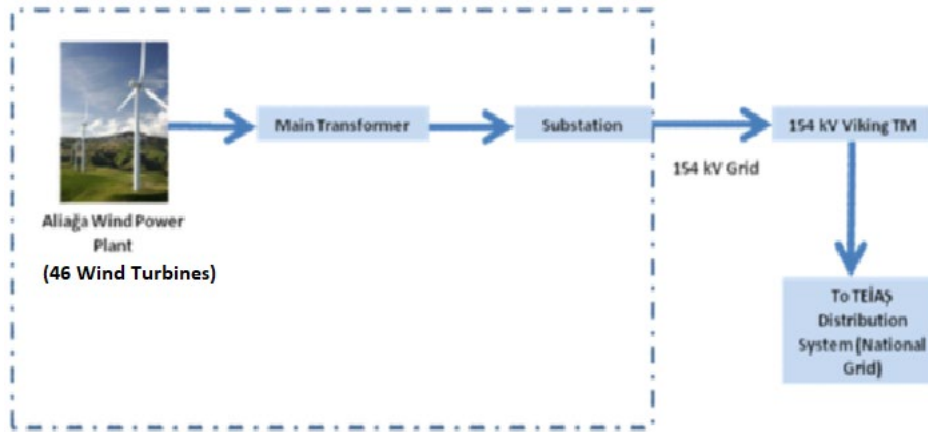 Main Transformer
Substation
154 kV Viking TM
154 kV Grid
Aliağa Wind Power
Plant
(46 Wind Turbines)
To TEİAŞ
Distribution
System (National
Grid)